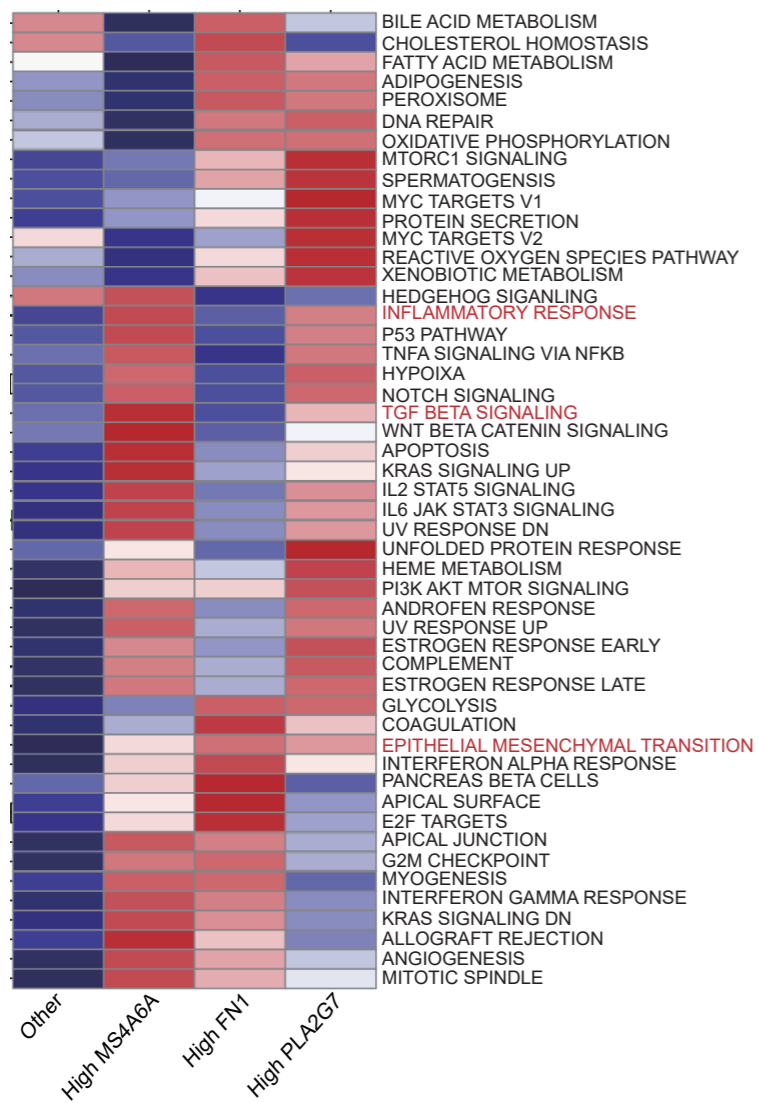 BILE ACID METABOLISM
CHOLESTEROL HOMOSTASIS
FATTY ACID METABOLISM
ADIPOGENESIS
PEROXISOME
DNA REPAIR
OXIDATIVE PHOSPHORYLATION
MTORC1 SIGNALING
SPERMATOGENSIS
MYC TARGETS V1
PROTEIN SECRETION
MYC TARGETS V2
REACTIVE OXYGEN SPECIES PATHWAY
XENOBIOTIC METABOLISM
HEDGEHOG SIGANLING
INFLAMMATORY RESPONSE
P53 PATHWAY
TNFA SIGNALING VIA NFKB
HYPOIXA
NOTCH SIGNALING
TGF BETA SIGNALING
WNT BETA CATENIN SIGNALING
APOPTOSIS
KRAS SIGNALING UP
IL2 STAT5 SIGNALING
IL6 JAK STAT3 SIGNALING
UV RESPONSE DN
UNFOLDED PROTEIN RESPONSE
HEME METABOLISM
PI3K AKT MTOR SIGNALING
ANDROFEN RESPONSE
UV RESPONSE UP
ESTROGEN RESPONSE EARLY
COMPLEMENT
ESTROGEN RESPONSE LATE
GLYCOLYSIS
COAGULATION
EPITHELIAL MESENCHYMAL TRANSITION
INTERFERON ALPHA RESPONSE
PANCREAS BETA CELLS
APICAL SURFACE
E2F TARGETS
APICAL JUNCTION
G2M CHECKPOINT
MYOGENESIS
INTERFERON GAMMA RESPONSE
KRAS SIGNALING DN
ALLOGRAFT REJECTION
ANGIOGENESIS
MITOTIC SPINDLE
Other
High MS4A6A
High FN1
High PLA2G7